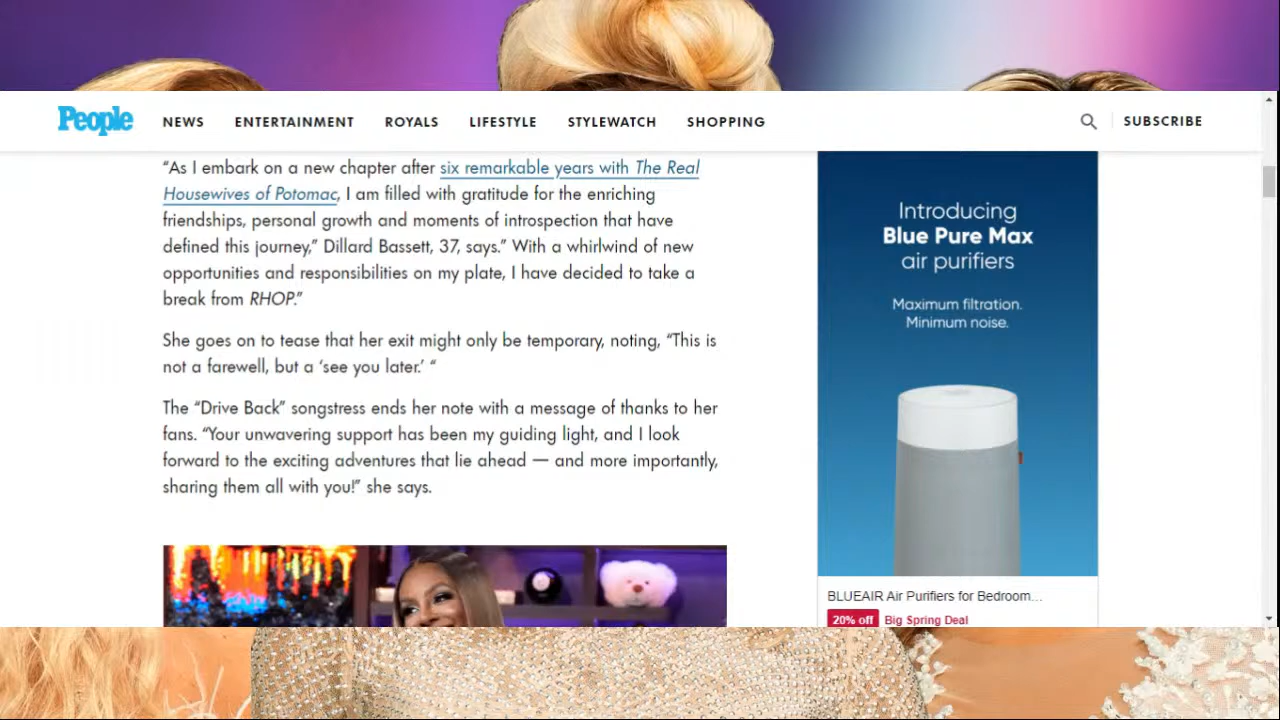 People NEWS ENTERTAINMENT ROYALS LIFESTYLE STYLEWATCH SHOPPING SUBSCRIBE
“As I embark on a new chapter after six remarkable years with The Real
Housewives of Potomac, I am filled with gratitude for the enriching
friendships, personal growth and moments of introspection that have
defined this journey,” Dillard Bassett, 37, says.” With a whirlwind of new
opportunities and responsibilities on my plate, I have decided to take a
break from RHOP.”
She goes on to tease that her exit might only be temporary, noting, “This is
not a farewell, but a ‘see you later.’ “
The “Drive Back” songstress ends her note with a message of thanks to her
fans. “Your unwavering support has been my guiding light, and I look
forward to the exciting adventures that lie ahead — and more importantly,
sharing them all with you!” she says.
Introducing
Blue Pure Max
air purifiers
Maximum filtration.
Minimum noise.
BLUEAIR Air Purifiers for Bedroom...
20% off Big Spring Deal